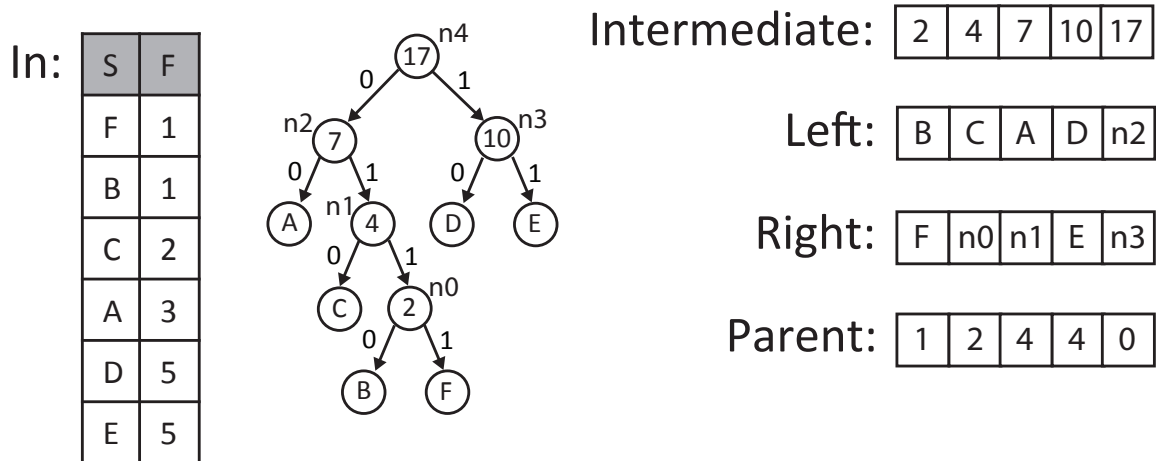 In:
S F
F 1
B 1
C 2
A 3
D 5
E 5
17 n4
0 1
n2 7 10 n3
0 1 0 1
A n1 4 D E
0 1
C 2 n0
0 1
B F
Intermediate: 2 4 7 10 17
Left: B C A D n2
Right: F n0 n1 E n3
Parent: 1 2 4 4 0